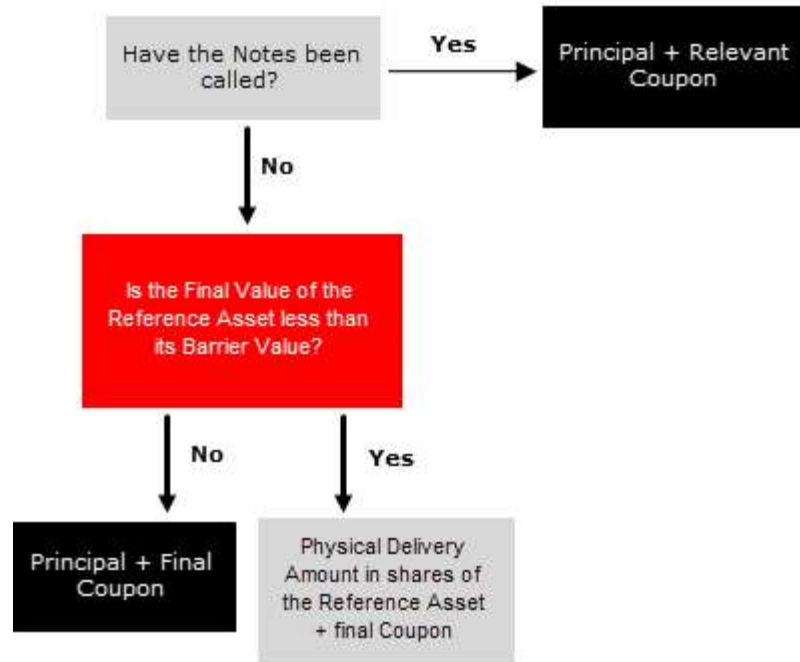 Have the Notes been
called?
Yes
Principal + Relevant
Coupon
No
Is the Final Value of the
Reference Asset less than
its Barrier Value?
No
Yes
Principal + Final
Coupon
Physical Delivery
Amount in shares of
the Reference Asset
+ final Coupon